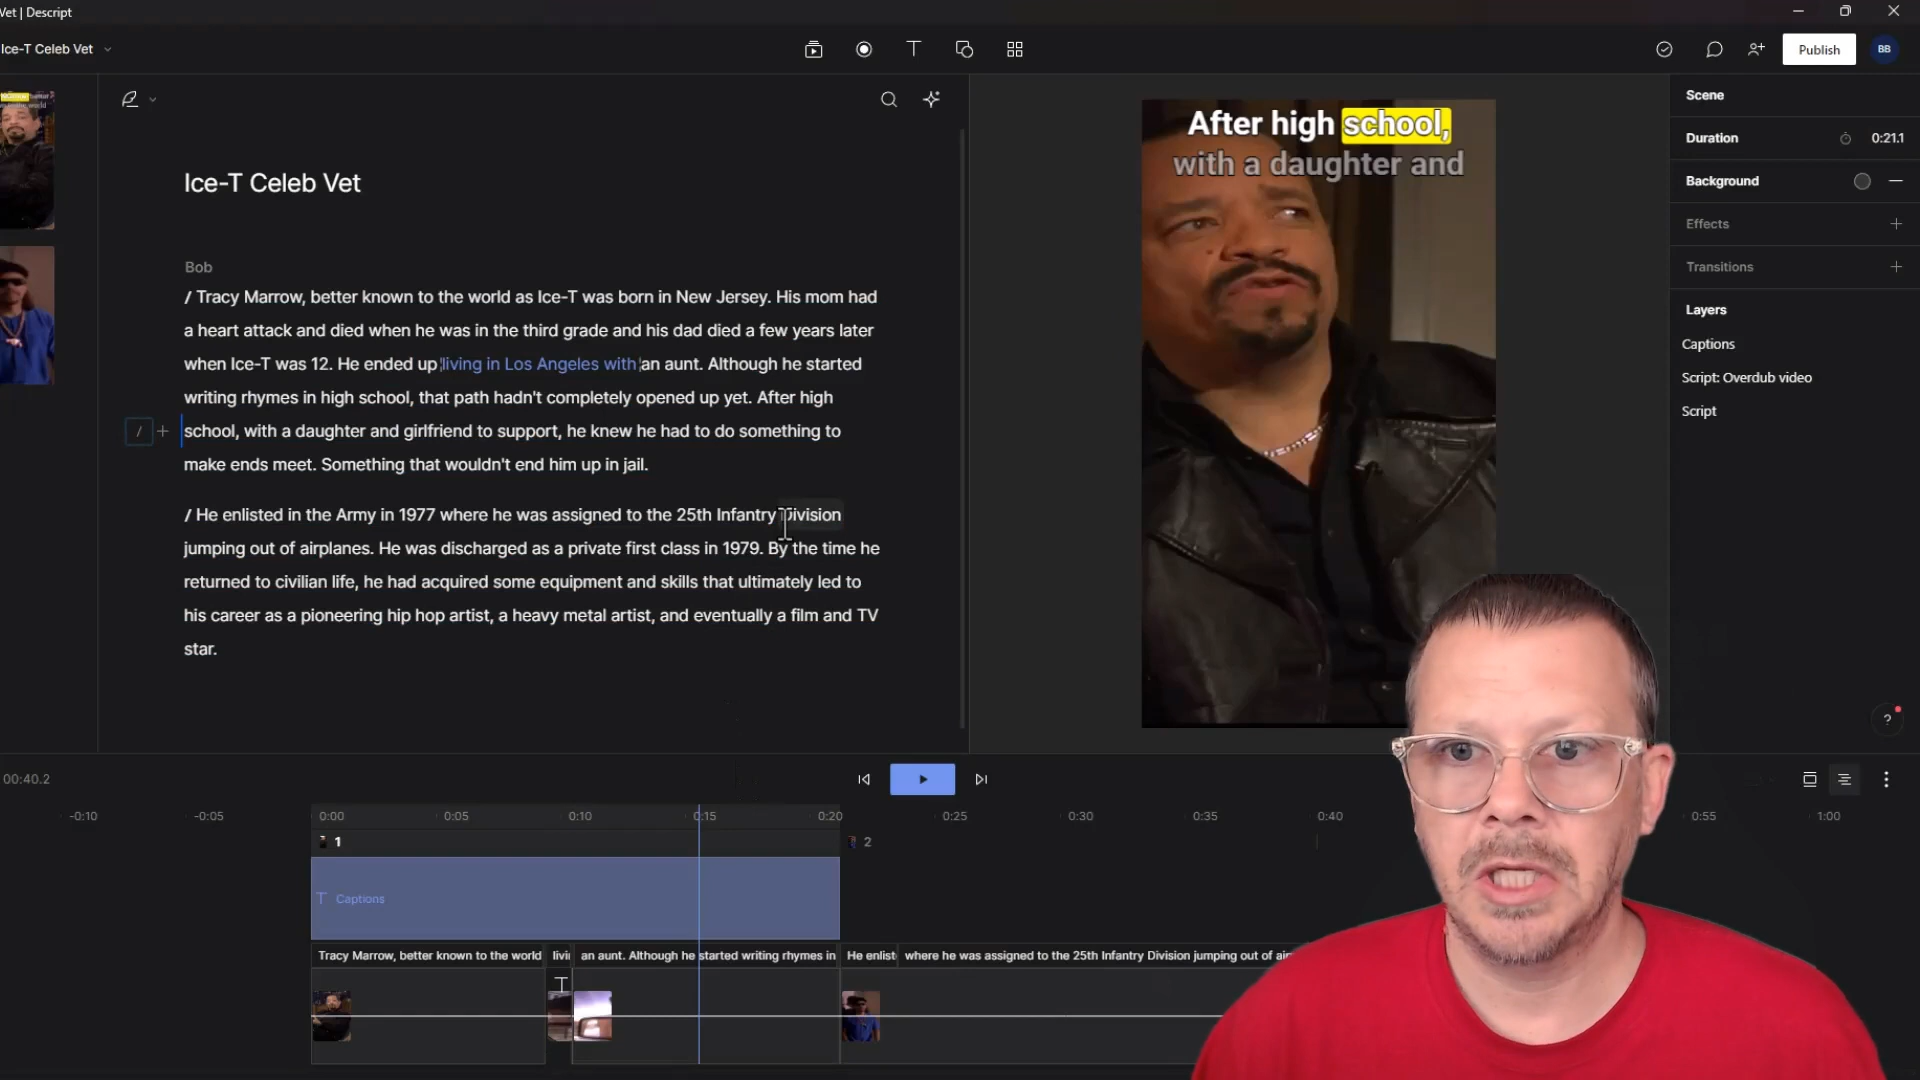 Vet | Descript
Ice-T Celeb Vet
Publish
BB
Ice-T Celeb Vet
Bob
/ Tracy Marrow, better known to the world as Ice-T was born in New Jersey. His mom had
a heart attack and died when he was in the third grade and his dad died a few years later
when Ice-T was 12. He ended up living in Los Angeles with an aunt. Although he started
writing rhymes in high school, that path hadn't completely opened up yet. After high
school, with a daughter and girlfriend to support, he knew he had to do something to
make ends meet. Something that wouldn't end him up in jail.
/ He enlisted in the Army in 1977 where he was assigned to the 25th Infantry Division
jumping out of airplanes. He was discharged as a private first class in 1979. By the time he
returned to civilian life, he had acquired some equipment and skills that ultimately led to
his career as a pioneering hip hop artist, a heavy metal artist, and eventually a film and TV
star.
/ +
After high school,
with a daughter and
Scene
Duration 0:21.1
Background
Effects
Transitions
Layers
Captions
Script: Overdub video
Script
?
00:40.2
-0:10 -0:05 0:00 0:05 0:10 0:15 0:20 0:25 0:30 0:35 0:40 0:55 1:00
1 2
T Captions
Tracy Marrow, better known to the world livi an aunt. Although he started writing rhymes in He enlist where he was assigned to the 25th Infantry Division jumping out of
T